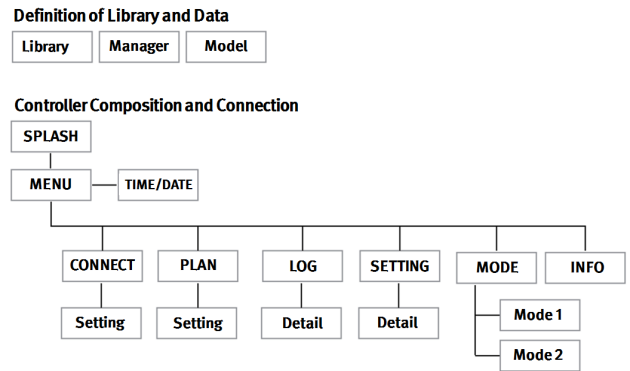 Definition of Library and Data
Library Manager Model
Controller Composition and Connection
SPLASH
MENU TIME/DATE
CONNECT PLAN LOG SETTING MODE INFO
Setting Setting Detail Detail Mode 1
Mode 2